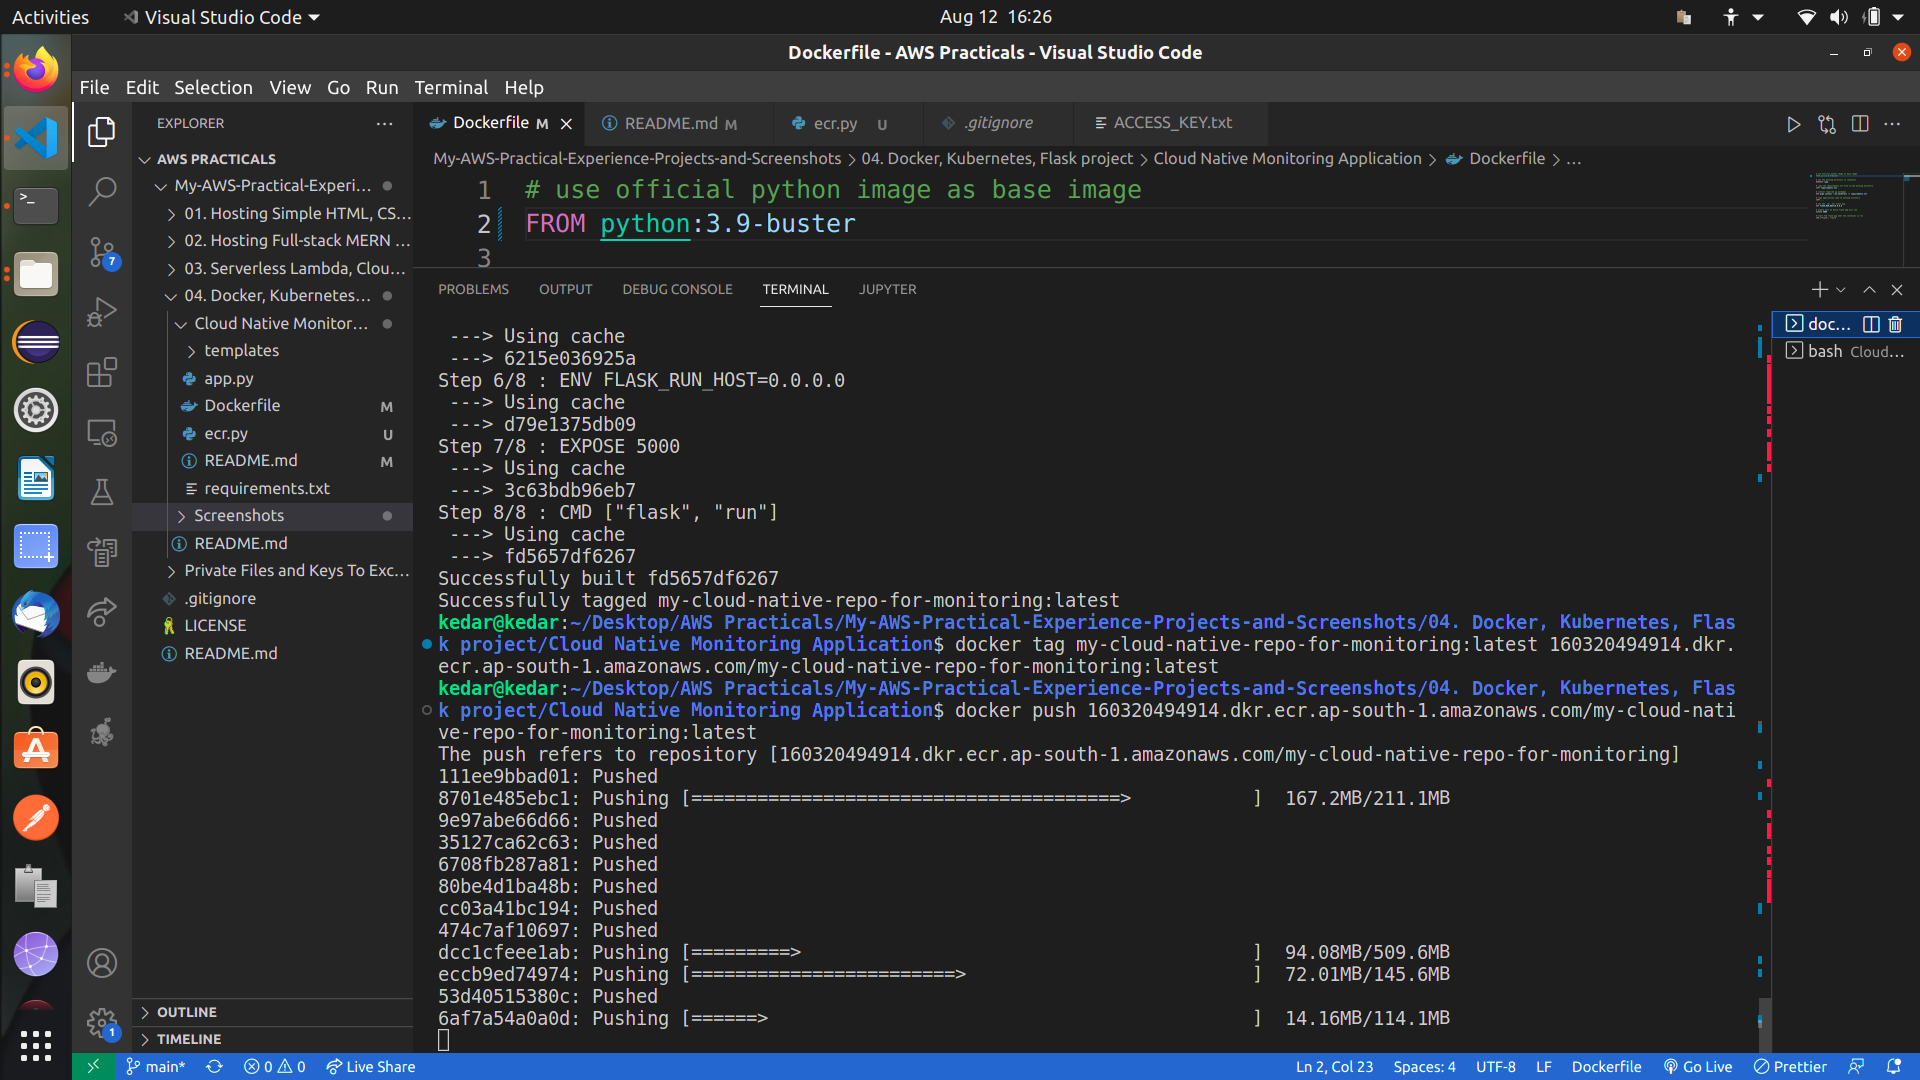 Activities
Visual Studio Code
Aug 12 16:26
Dockerfile - AWS Practicals - Visual Studio Code
File Edit Selection View Go Run Terminal Help
EXPLORER
Dockerfile M
README.md M
ecr.py U
.gitignore
ACCESS_KEY.txt
AWS PRACTICALS
My-AWS-Practical-Experi...
01. Hosting Simple HTML, CS...
02. Hosting Full-stack MERN ...
03. Serverless Lambda, Clou...
04. Docker, Kubernetes...
Cloud Native Monitor...
templates
app.py
Dockerfile M
ecr.py U
README.md M
requirements.txt
Screenshots
README.md
Private Files and Keys To Exc...
.gitignore
LICENSE
README.md
OUTLINE
TIMELINE
7
1
My-AWS-Practical-Experience-Projects-and-Screenshots > 04. Docker, Kubernetes, Flask project > Cloud Native Monitoring Application > Dockerfile > ...
1 # use official python image as base image
2 FROM python:3.9-buster
3
PROBLEMS OUTPUT DEBUG CONSOLE TERMINAL JUPYTER
doc...
bash Cloud...
---> Using cache
---> 6215e036925a
Step 6/8 : ENV FLASK_RUN_HOST=0.0.0.0
---> Using cache
---> d79e1375db09
Step 7/8 : EXPOSE 5000
---> Using cache
---> 3c63bdb96eb7
Step 8/8 : CMD ["flask", "run"]
---> Using cache
---> fd5657df6267
Successfully built fd5657df6267
Successfully tagged my-cloud-native-repo-for-monitoring:latest
kedar@kedar:~/Desktop/AWS Practicals/My-AWS-Practical-Experience-Projects-and-Screenshots/04. Docker, Kubernetes, Flas
k project/Cloud Native Monitoring Application$ docker tag my-cloud-native-repo-for-monitoring:latest 160320494914.dkr.
ecr.ap-south-1.amazonaws.com/my-cloud-native-repo-for-monitoring:latest
kedar@kedar:~/Desktop/AWS Practicals/My-AWS-Practical-Experience-Projects-and-Screenshots/04. Docker, Kubernetes, Flas
k project/Cloud Native Monitoring Application$ docker push 160320494914.dkr.ecr.ap-south-1.amazonaws.com/my-cloud-nati
ve-repo-for-monitoring:latest
The push refers to repository [160320494914.dkr.ecr.ap-south-1.amazonaws.com/my-cloud-native-repo-for-monitoring]
111ee9bbad01: Pushed
8701e485ebc1: Pushing [=======================================>           ] 167.2MB/211.1MB
9e97abe66d66: Pushed
35127ca62c63: Pushed
6708fb287a81: Pushed
80be4d1ba48b: Pushed
cc03a41bc194: Pushed
474c7af10697: Pushed
dcc1cfeee1ab: Pushing [=========>                                         ] 94.08MB/509.6MB
eccb9ed74974: Pushing [========================>                          ] 72.01MB/145.6MB
53d40515380c: Pushed
6af7a54a0a0d: Pushing [======>                                            ] 14.16MB/114.1MB
main* 0 0 Live Share
Ln 2, Col 23 Spaces: 4 UTF-8 LF Dockerfile Go Live Prettier